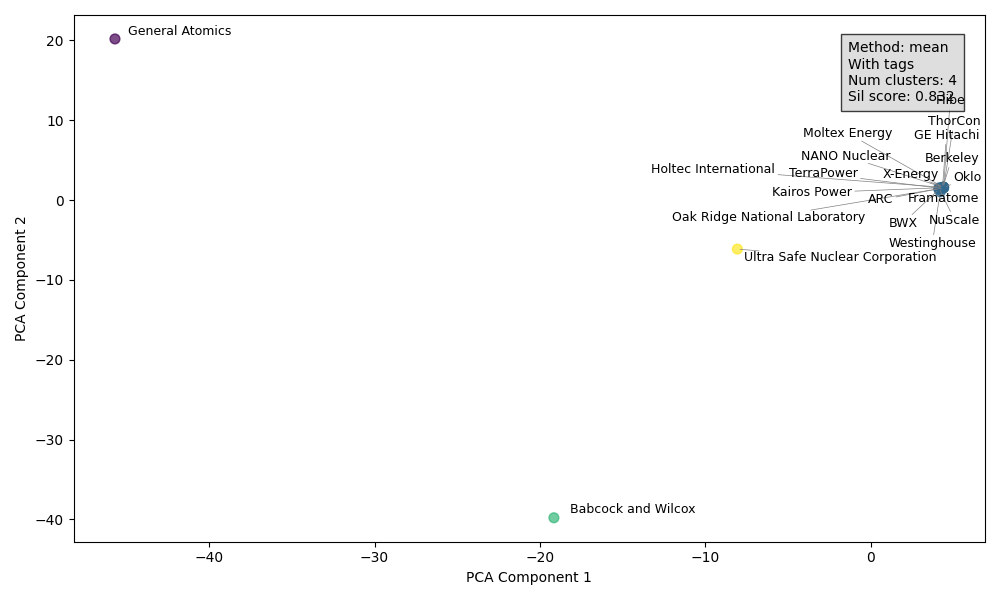 General Atomics
Method: mean
With tags
Num clusters: 4
Sil score: 0.832
Flibe
ThorCon
Moltex Energy
GE Hitachi
NANO Nuclear
Berkeley
Holtec International
TerraPower
X-Energy
Oklo
Kairos Power
ARC
Framatome
Oak Ridge National Laboratory
BWX
NuScale
Westinghouse
Ultra Safe Nuclear Corporation
Babcock and Wilcox
20
10
0
−10
−20
−30
−40
PCA Component 2
−40
−30
−20
−10
0
PCA Component 1